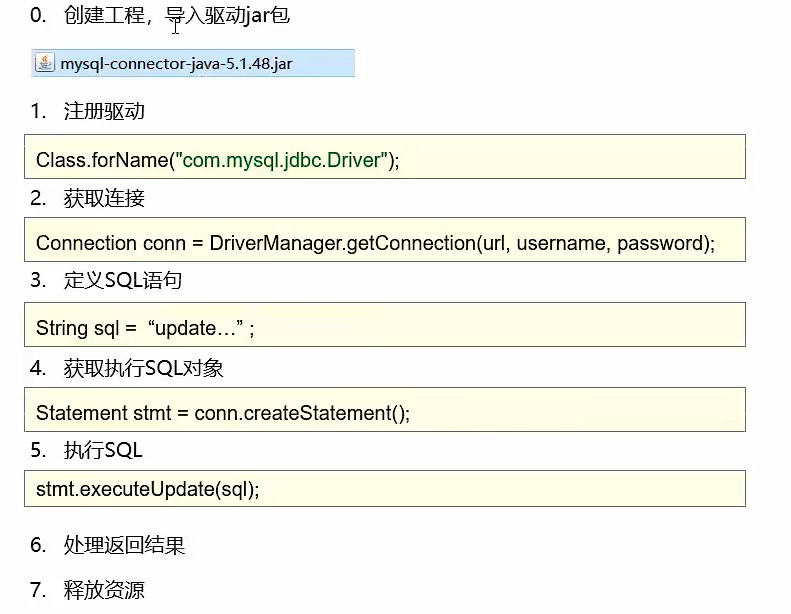 0. 创建工程，导入驱动jar包
mysql-connector-java-5.1.48.jar
1. 注册驱动
Class.forName("com.mysql.jdbc.Driver");
2. 获取连接
Connection conn = DriverManager.getConnection(url, username, password);
3. 定义SQL语句
String sql = “update…” ;
4. 获取执行SQL对象
Statement stmt = conn.createStatement();
5. 执行SQL
stmt.executeUpdate(sql);
6. 处理返回结果
7. 释放资源